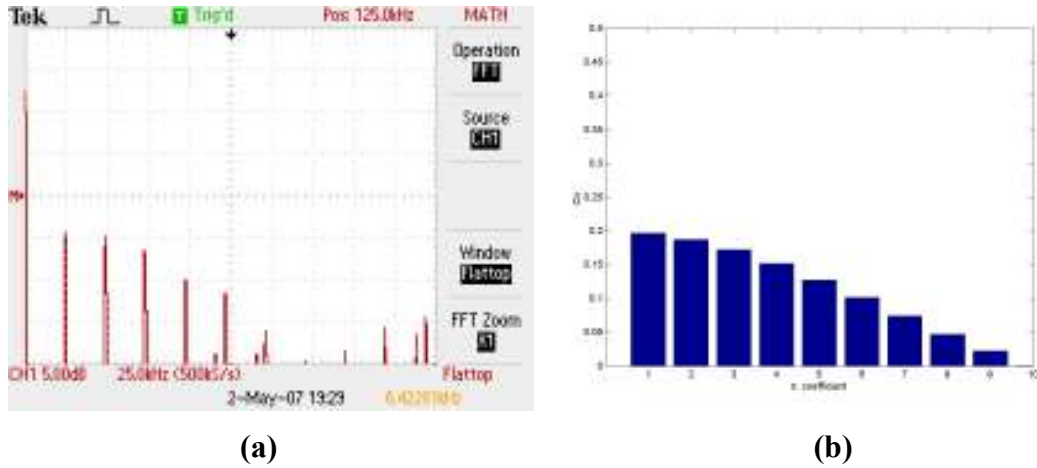 Tek T Trig'd Pos: 125.0kHz MATH
Operation
FFT
Source
CH1
M
Window
Flattop
FFT Zoom
X1
CH1 5.00dB 25.0kHz (500kS/s) Flattop
2-May-07 19:29
0.5
0.45
0.4
0.35
0.3
0.25
0.2
0.15
0.1
0.05
0
1 2 3 4 5 6 7 8 9 10
n. coefficient
(a) (b)